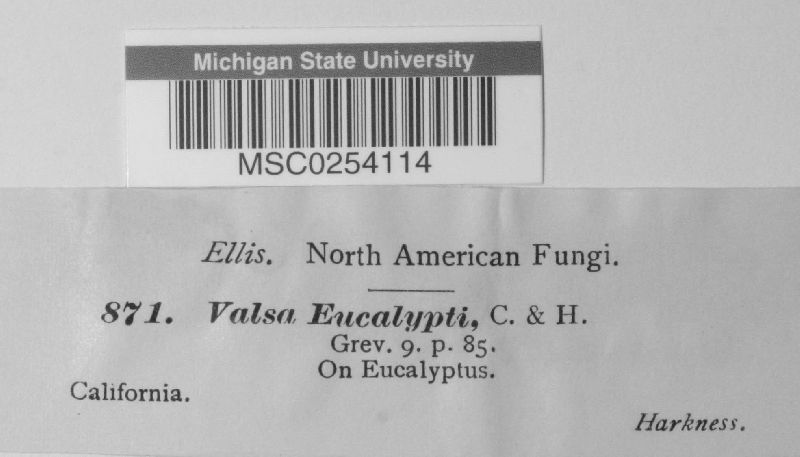 Michigan State University
MSC0254114
Ellis. North American Fungi.
871. Valsa Eucalypti, C. & H.
Grev. 9. p. 85.
On Eucalyptus.
California.
Harkness.